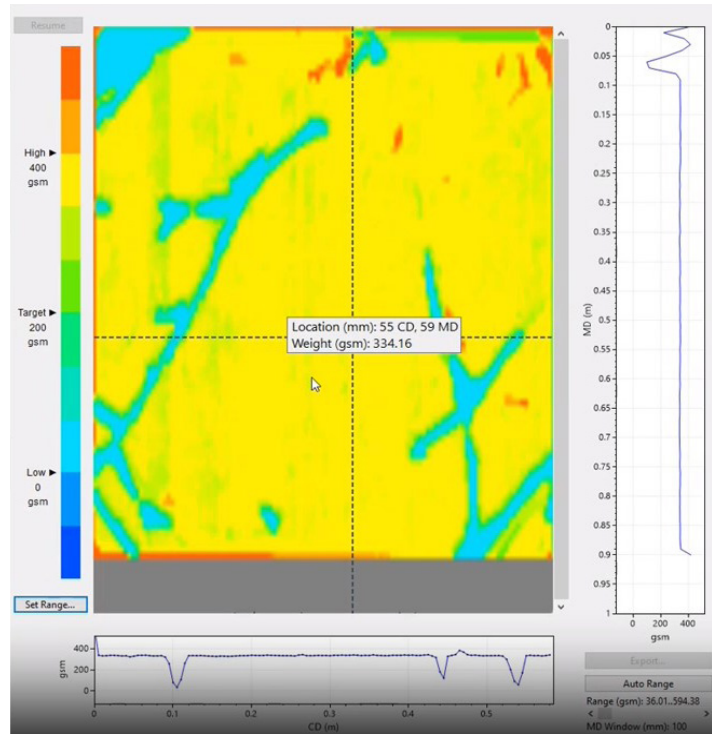 Resume
High
400
gsm
Target
200
gsm
Low
0
gsm
Set Range...
Location (mm): 55 CD, 59 MD
Weight (gsm): 334.16
0
0.05
0.1
0.15
0.2
0.25
0.3
0.35
0.4
0.45
0.5
0.55
0.6
0.65
0.7
0.75
0.8
0.85
0.9
0.95
1
MD (m)
0 200 400
gsm
400
200
0
gsm
0 0.1 0.2 0.3 0.4 0.5
CD (m)
Export...
Auto Range
Range (gsm): 36.01..594.38
MD Window (mm): 100